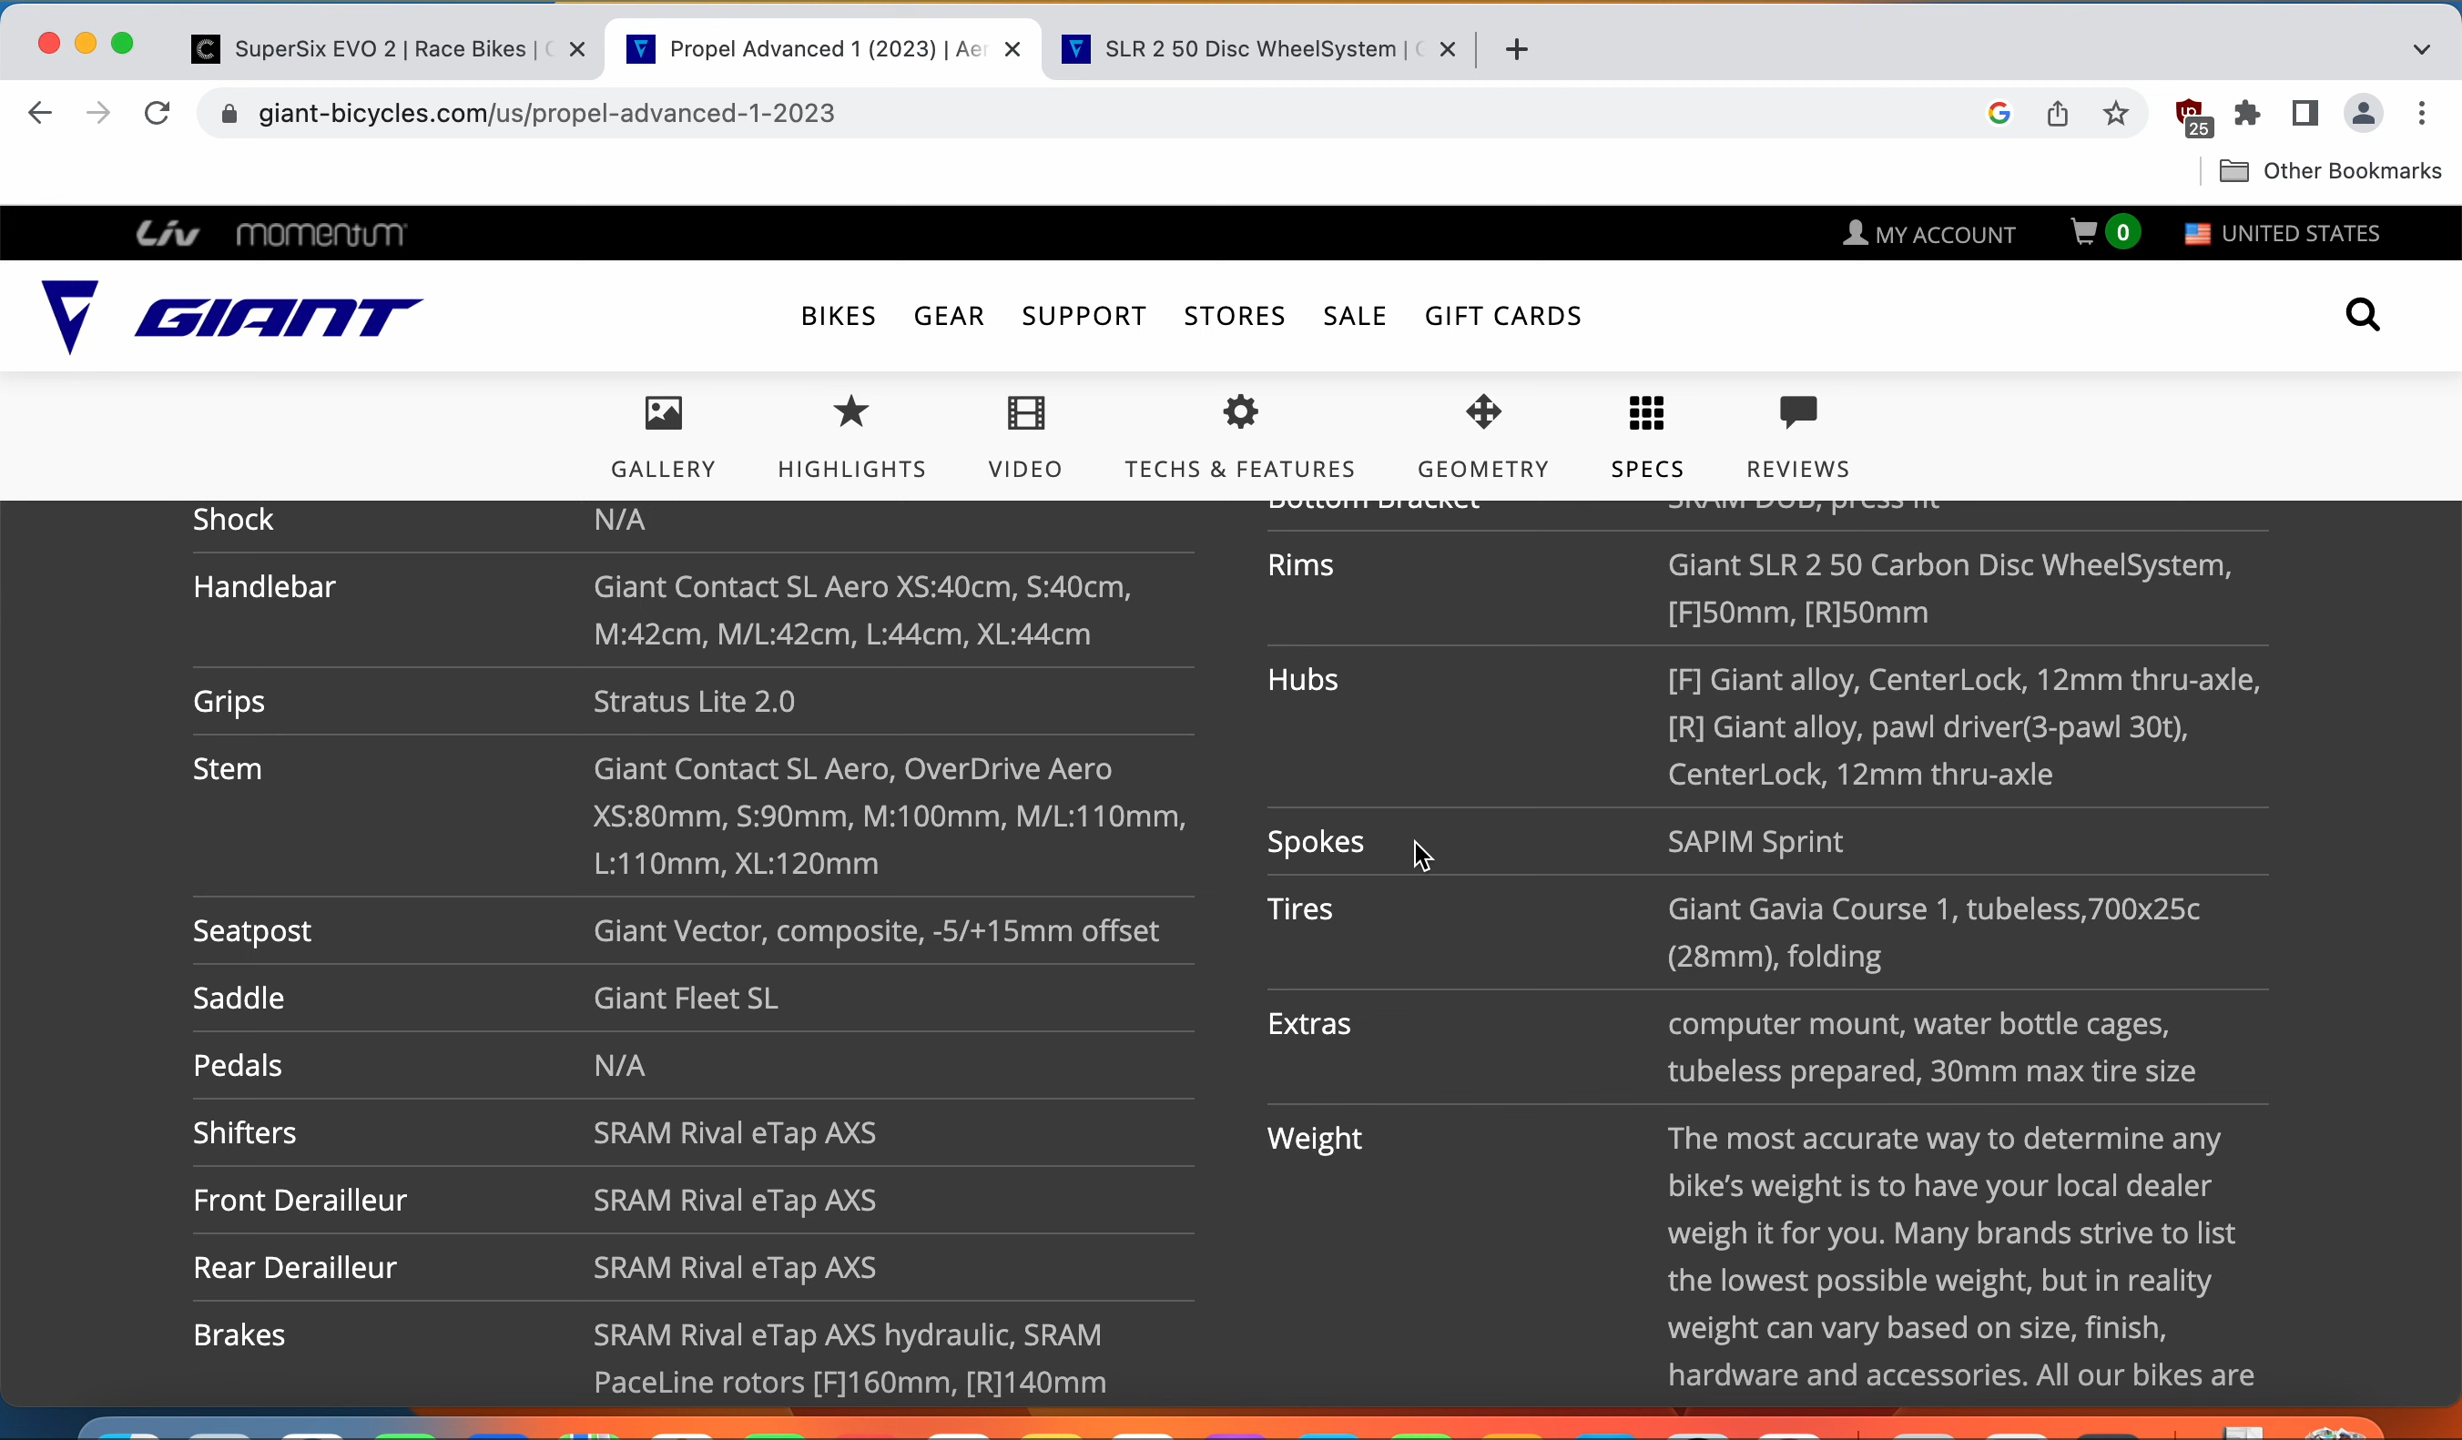 SuperSix EVO 2 | Race Bikes |
Propel Advanced 1 (2023) | Aer
SLR 2 50 Disc WheelSystem |
giant-bicycles.com/us/propel-advanced-1-2023
25
Other Bookmarks
Liv momentum
MY ACCOUNT
0
UNITED STATES
GIANT
BIKES GEAR SUPPORT STORES SALE GIFT CARDS
GALLERY HIGHLIGHTS VIDEO TECHS & FEATURES GEOMETRY SPECS REVIEWS
Shock N/A
Handlebar Giant Contact SL Aero XS:40cm, S:40cm,
M:42cm, M/L:42cm, L:44cm, XL:44cm
Grips Stratus Lite 2.0
Stem Giant Contact SL Aero, OverDrive Aero
XS:80mm, S:90mm, M:100mm, M/L:110mm,
L:110mm, XL:120mm
Seatpost Giant Vector, composite, -5/+15mm offset
Saddle Giant Fleet SL
Pedals N/A
Shifters SRAM Rival eTap AXS
Front Derailleur SRAM Rival eTap AXS
Rear Derailleur SRAM Rival eTap AXS
Brakes SRAM Rival eTap AXS hydraulic, SRAM
PaceLine rotors [F]160mm, [R]140mm
Bottom Bracket SRAM DUB, press fit
Rims Giant SLR 2 50 Carbon Disc WheelSystem,
[F]50mm, [R]50mm
Hubs [F] Giant alloy, CenterLock, 12mm thru-axle,
[R] Giant alloy, pawl driver(3-pawl 30t),
CenterLock, 12mm thru-axle
Spokes SAPIM Sprint
Tires Giant Gavia Course 1, tubeless,700x25c
(28mm), folding
Extras computer mount, water bottle cages,
tubeless prepared, 30mm max tire size
Weight The most accurate way to determine any
bike's weight is to have your local dealer
weigh it for you. Many brands strive to list
the lowest possible weight, but in reality
weight can vary based on size, finish,
hardware and accessories. All our bikes are